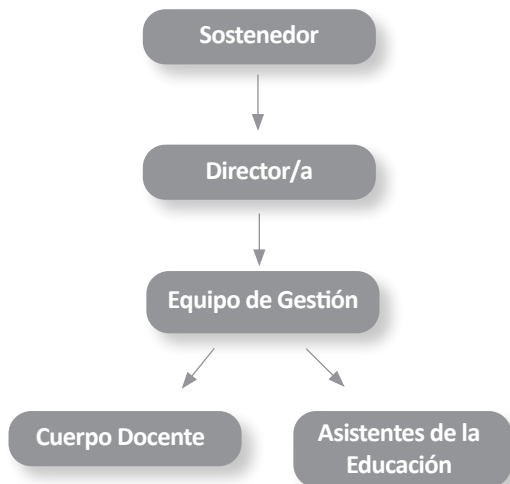 Sostenedor
Director/a
Equipo de Gestión
Cuerpo Docente
Asistentes de la
Educación